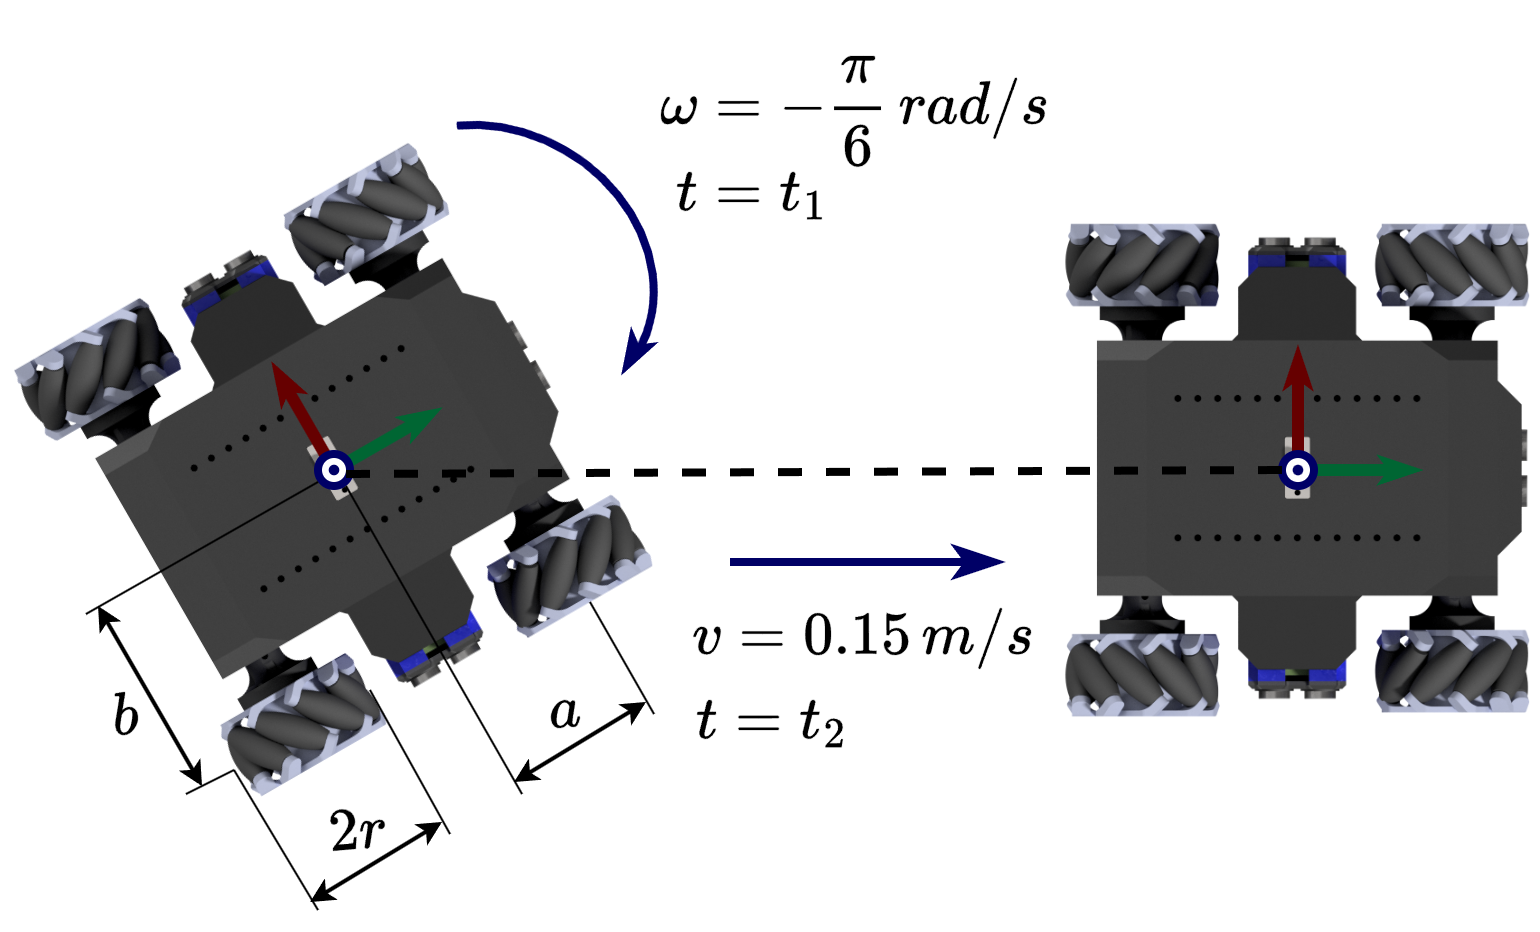 ω = −π/6 rad/s
t = t₁
v = 0.15 m/s
t = t₂
b
a
2r